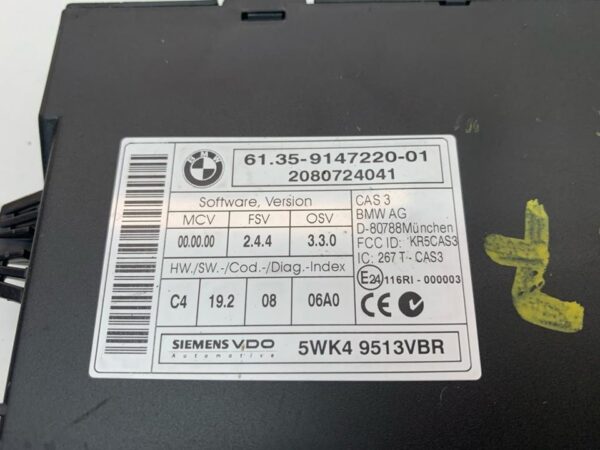 BMW
61.35-9147220-01
2080724041
Software, Version
MCV FSV OSV
00.00.00 2.4.4 3.3.0
HW./SW.-/Cod.-/Diag.-Index
C4 19.2 08 06A0
CAS 3
BMW AG
D-80788München
FCC ID: KR5CAS3
IC: 267 T-CAS3
E24 116RI-000003
CE
SIEMENS VDO
Automotive
5WK4 9513VBR